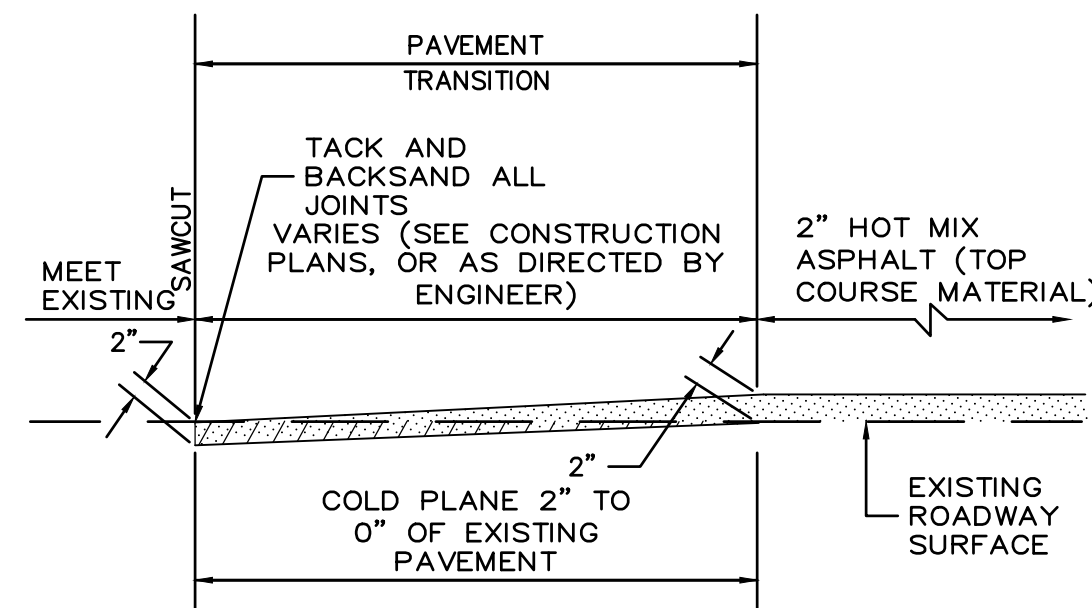 PAVEMENT
TRANSITION
TACK AND
BACKSAND ALL
JOINTS
VARIES (SEE CONSTRUCTION
PLANS, OR AS DIRECTED BY
ENGINEER)
SAWCUT
MEET
EXISTING
2" HOT MIX
ASPHALT (TOP
COURSE MATERIAL)
2"
2"
COLD PLANE 2" TO
0" OF EXISTING
PAVEMENT
EXISTING
ROADWAY
SURFACE